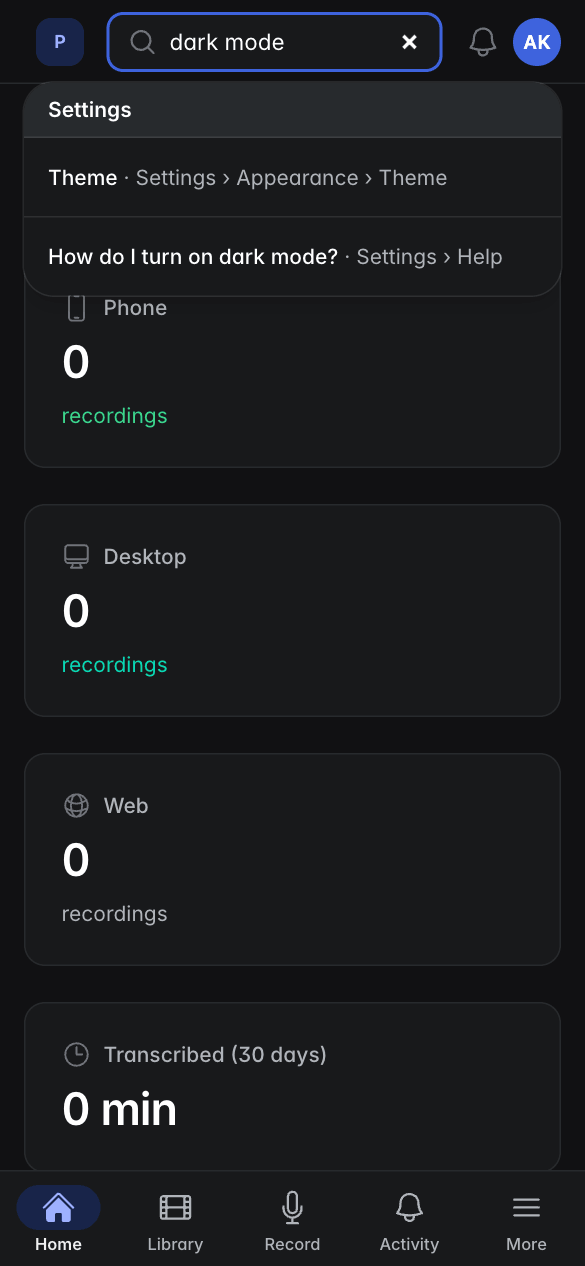 P dark mode AK
Settings
Theme · Settings › Appearance › Theme
How do I turn on dark mode? · Settings › Help
Phone
0
recordings
Desktop
0
recordings
Web
0
recordings
Transcribed (30 days)
0 min
Home Library Record Activity More